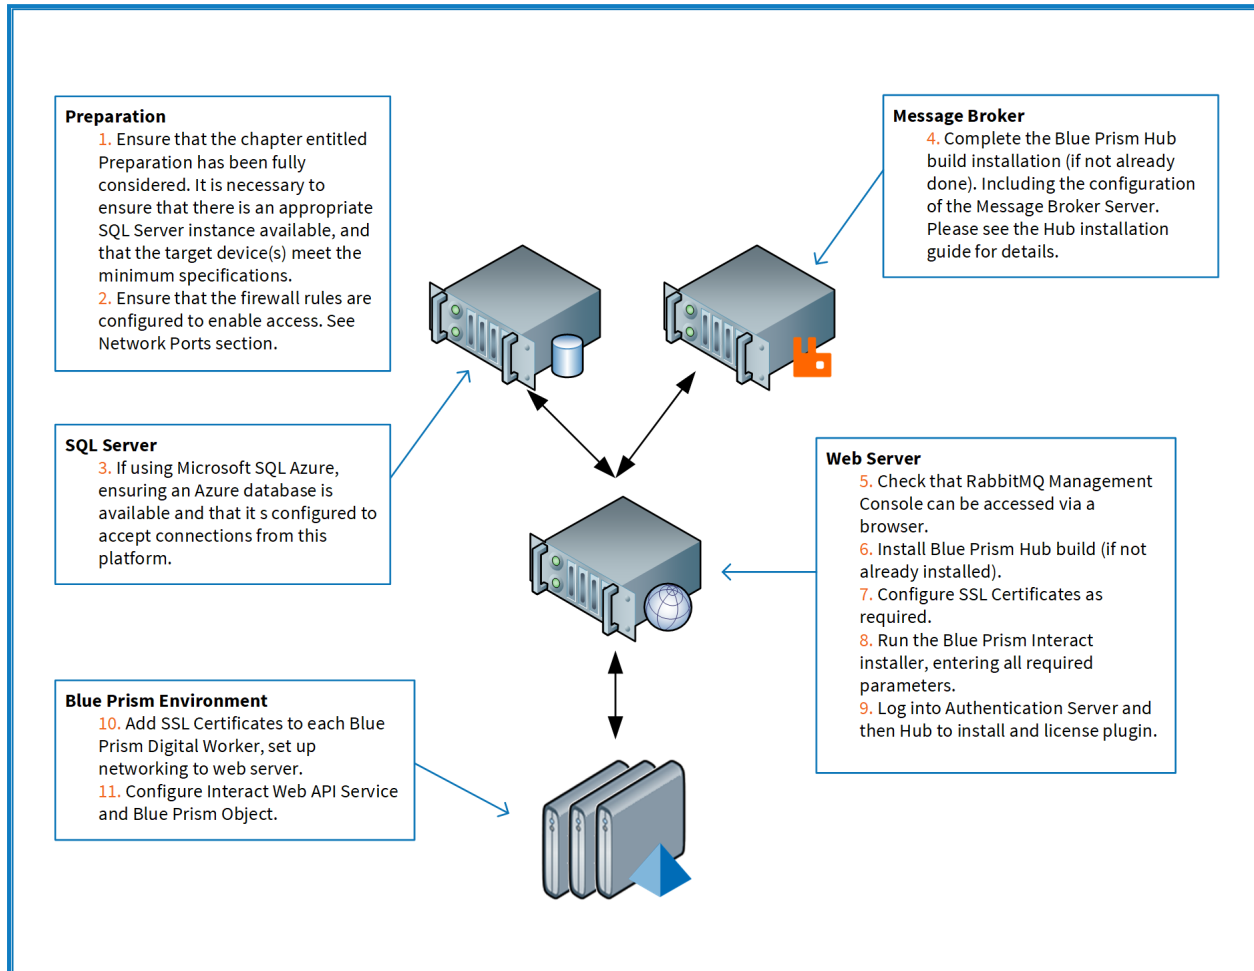 Preparation
1. Ensure that the chapter entitled
Preparation has been fully
considered. It is necessary to
ensure that there is an appropriate
SQL Server instance available, and
that the target device(s) meet the
minimum specifications.
2. Ensure that the firewall rules are
configured to enable access. See
Network Ports section.
Message Broker
4. Complete the Blue Prism Hub
build installation (if not already
done). Including the configuration
of the Message Broker Server.
Please see the Hub installation
guide for details.
SQL Server
3. If using Microsoft SQL Azure,
ensuring an Azure database is
available and that it s configured to
accept connections from this
platform.
Web Server
5. Check that RabbitMQ Management
Console can be accessed via a
browser.
6. Install Blue Prism Hub build (if not
already installed).
7. Configure SSL Certificates as
required.
8. Run the Blue Prism Interact
installer, entering all required
parameters.
9. Log into Authentication Server and
then Hub to install and license plugin.
Blue Prism Environment
10. Add SSL Certificates to each Blue
Prism Digital Worker, set up
networking to web server.
11. Configure Interact Web API Service
and Blue Prism Object.